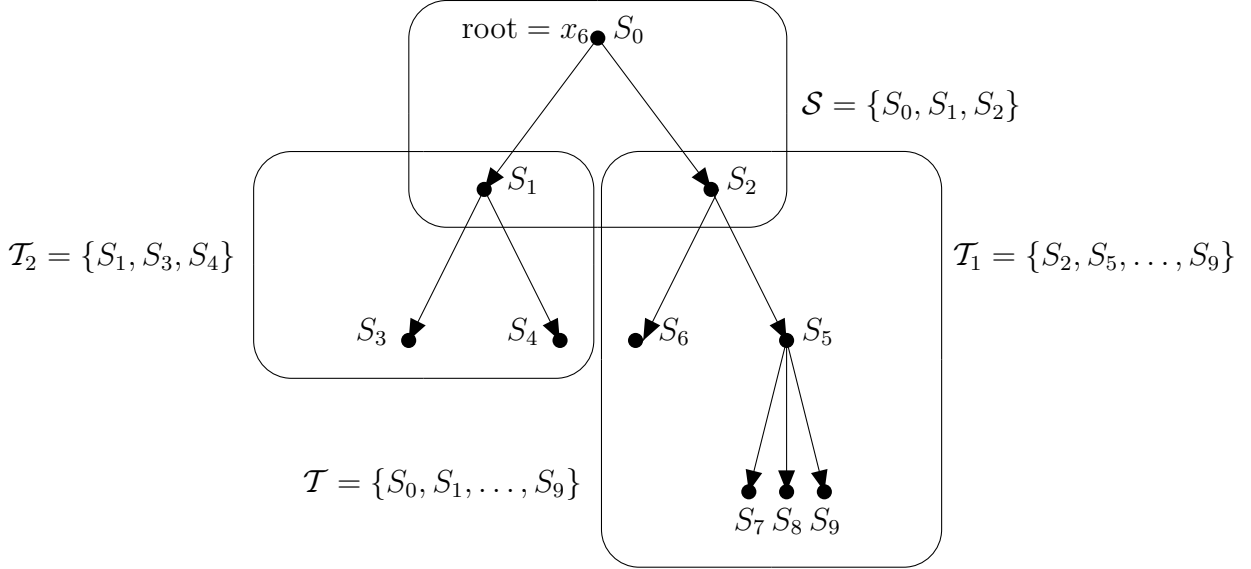 root = x₆ S₀
𝒮 = {S₀, S₁, S₂}
S₁
S₂
𝒯₂ = {S₁, S₃, S₄}
𝒯₁ = {S₂, S₅, . . . , S₉}
S₃
S₄
S₆
S₅
𝒯 = {S₀, S₁, . . . , S₉}
S₇ S₈ S₉